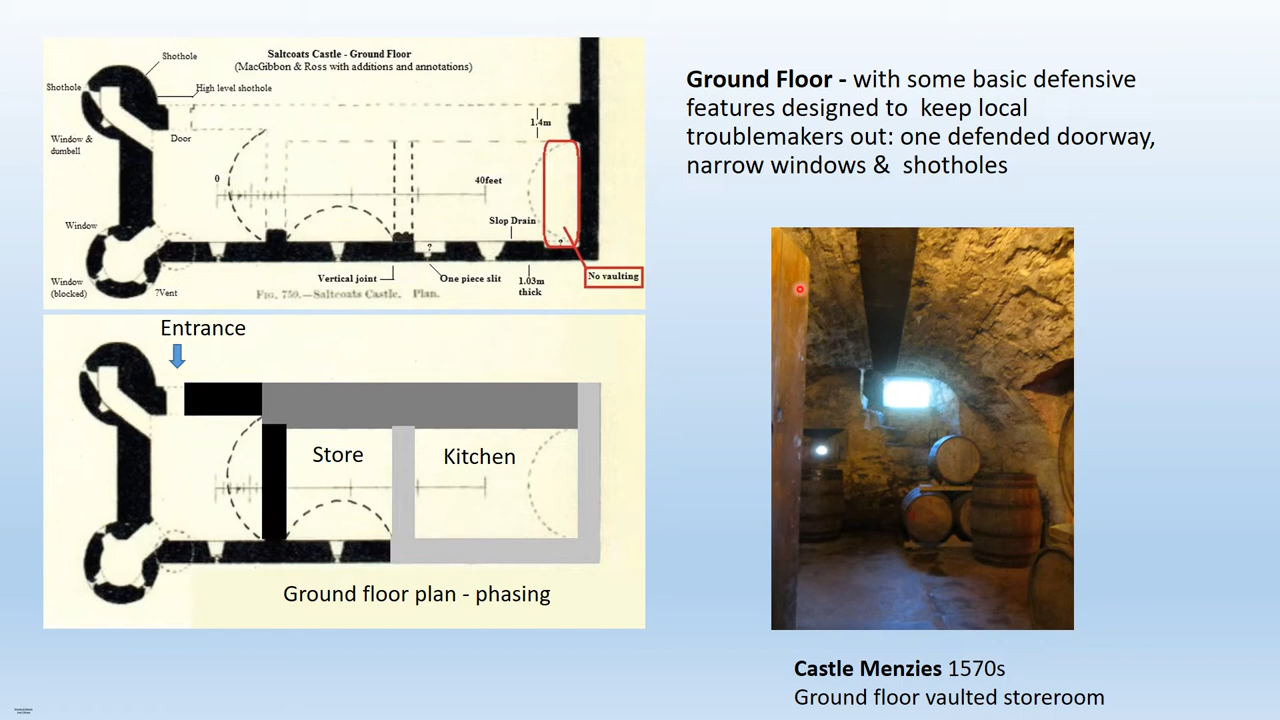 Saltcoats Castle - Ground Floor
(MacGibbon & Ross with additions and annotations)
Shothole
Shothole
High level shothole
Window &
dumbell
Door
1.4m
0
40feet
Window
Slop Drain
?
?
No vaulting
Window
(blocked)
?Vent
Vertical joint
One piece slit
1.03m
thick
FIG. 750.—Saltcoats Castle. Plan.
Entrance
Store
Kitchen
Ground floor plan - phasing
Ground Floor - with some basic defensive
features designed to keep local
troublemakers out: one defended doorway,
narrow windows & shotholes
Castle Menzies 1570s
Ground floor vaulted storeroom